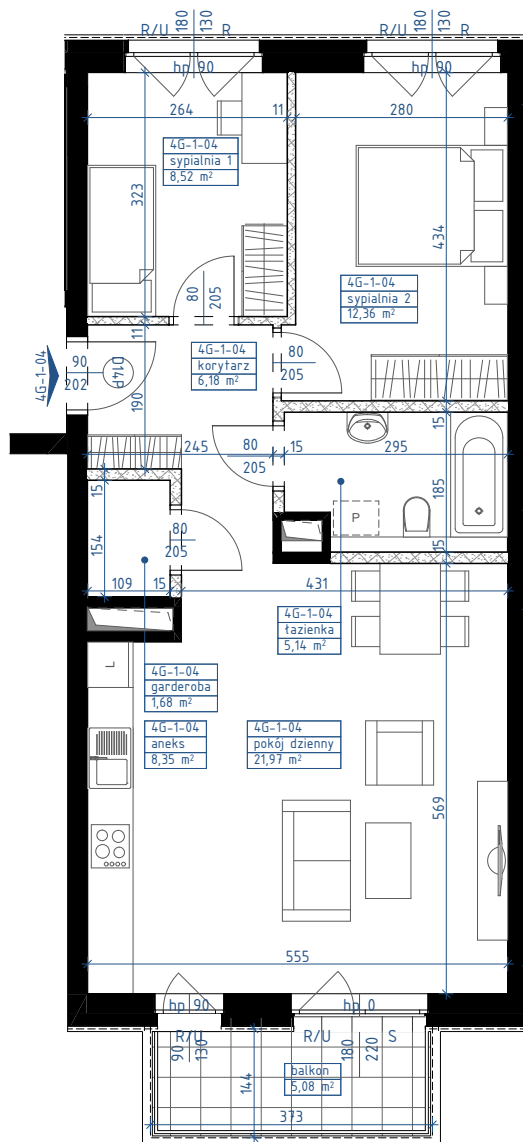 R/U 180 130 R
R/U 180 130 R
hp 90
hp 90
264
11
280
4G-1-04
sypialnia 1
8,52 m²
323
434
80
205
4G-1-04
sypialnia 2
12,36 m²
11
4G-1-04
korytarz
6,18 m²
80
205
4G-1-04
90
202
D14P
190
245
80
205
15
15
295
15
185
P
154
80
205
15
109
15
431
4G-1-04
łazienka
5,14 m²
L
4G-1-04
garderoba
1,68 m²
4G-1-04
aneks
8,35 m²
4G-1-04
pokój dzienny
21,97 m²
569
555
hp 90
hp 0
R/U
90
130
R/U
180
220
S
balkon
5,08 m²
144
373